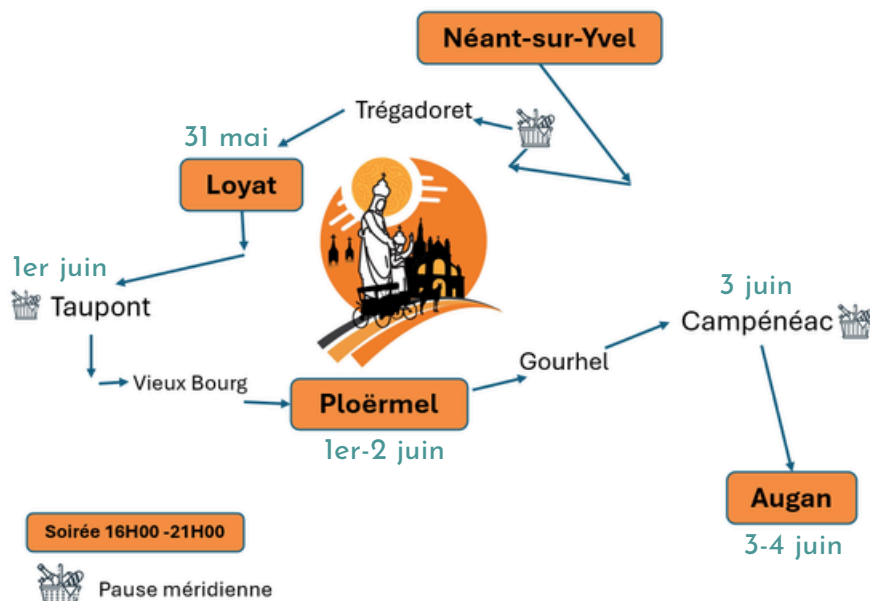 Néant-sur-Yvel
Trégadoret
31 mai
Loyat
1er juin
Taupont
3 juin
Campénéac
Gourhel
Vieux Bourg
Ploërmel
1er-2 juin
Augan
3-4 juin
Soirée 16H00 -21H00
Pause méridienne